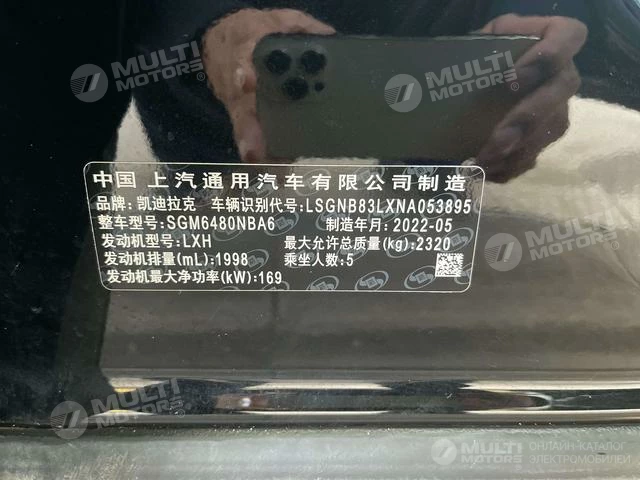 MULTI
MOTORS®
MULTI
MOTORS®
中国 上汽通用汽车有限公司制造
品牌:凯迪拉克 车辆识别代号:LSGNB83LXNA053895
整车型号:SGM6480NBA6 制造年月:2022-05
发动机型号:LXH 最大允许总质量(kg):2320
发动机排量(mL):1998 乘坐人数:5
发动机最大净功率(kW):169
MULTI
MOTORS®
MULTI
MOTORS
ОНЛАЙН-КАТАЛОГ
ЭЛЕКТРОМОБИЛЕЙ